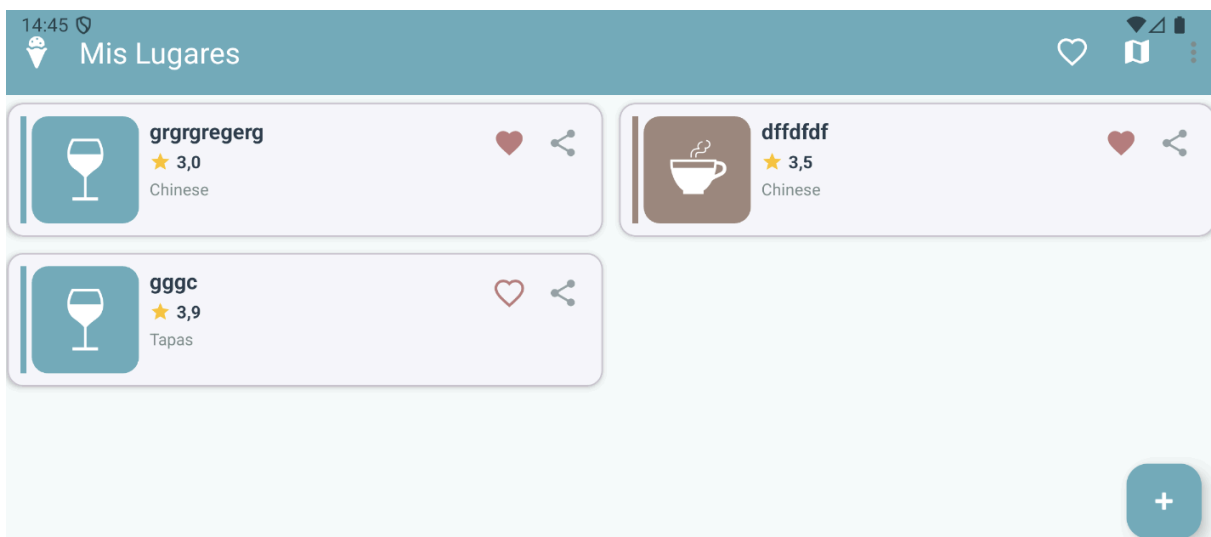 14:45
Mis Lugares
grgrgregerg
3,0
Chinese
dffdfdf
3,5
Chinese
gggc
3,9
Tapas
+